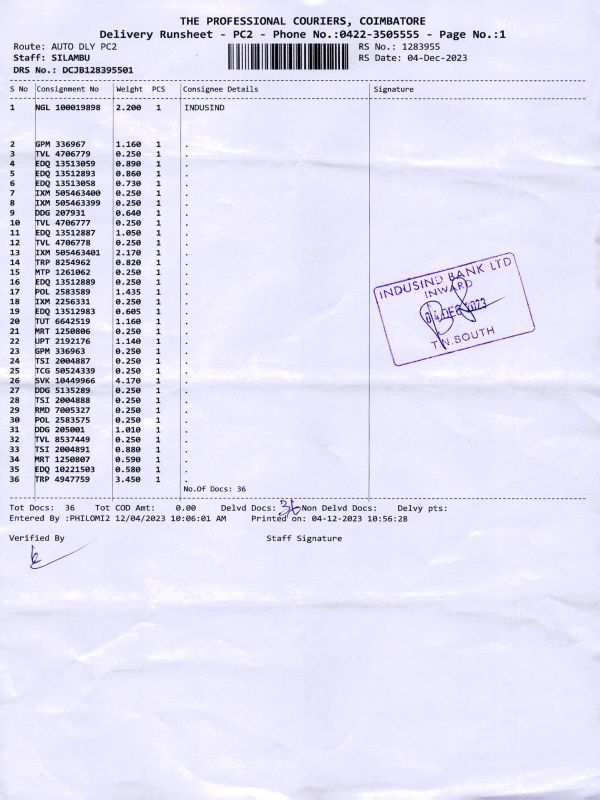 THE PROFESSIONAL COURIERS, COIMBATORE
Delivery Runsheet - PC2 - Phone No.:0422-3505555 - Page No.:1
Route: AUTO DLY PC2 RS No.: 1283955
Staff: SILAMBU RS Date: 04-Dec-2023
DRS No.: DCJB128395501
S No Consignment No Weight PCS Consignee Details Signature
1 NGL 100019898 2.200 1 INDUSIND
2 GPM 336967 1.160 1 .
3 TVL 4706779 0.250 1 .
4 EDQ 13513059 0.890 1 .
5 EDQ 13512893 0.860 1 .
6 EDQ 13513058 0.730 1 .
7 IXM 505463400 0.250 1 .
8 IXM 505463399 0.250 1 .
9 DDG 207931 0.640 1 .
10 TVL 4706777 0.250 1 .
11 EDQ 13512887 1.050 1 .
12 TVL 4706778 0.250 1 .
13 IXM 505463401 2.170 1 .
14 TRP 8254962 0.820 1 .
15 MTP 1261062 0.250 1 .
16 EDQ 13512889 0.250 1 .
17 POL 2583589 1.435 1 .
18 IXM 2256331 0.250 1 .
19 EDQ 13512983 0.605 1 .
20 TUT 6642519 1.160 1 .
21 MRT 1250806 0.250 1 .
22 UPT 2192176 1.140 1 .
23 GPM 336963 0.250 1 .
24 TSI 2004887 0.250 1 .
25 TCG 50524339 0.250 1 .
26 SVK 10449966 4.170 1 .
27 DDG 5135289 0.250 1 .
28 TSI 2004888 0.250 1 .
29 RMD 7005327 0.250 1 .
30 POL 2583575 0.250 1 .
31 DDG 205001 1.010 1 .
32 TVL 8537449 0.250 1 .
33 TSI 2004891 0.880 1 .
34 MRT 1250807 0.590 1 .
35 EDQ 10221503 0.580 1 .
36 TRP 4947759 3.450 1 .
INDUSIND BANK LTD
INWARD
04 DEC 2023
T.N. SOUTH
No.Of Docs: 36
Tot Docs: 36 Tot COD Amt: 0.00 Delvd Docs: 36 Non Delvd Docs: Delvy pts:
Entered By :PHILOMI2 12/04/2023 10:06:01 AM Printed on: 04-12-2023 10:56:28
Verified By Staff Signature